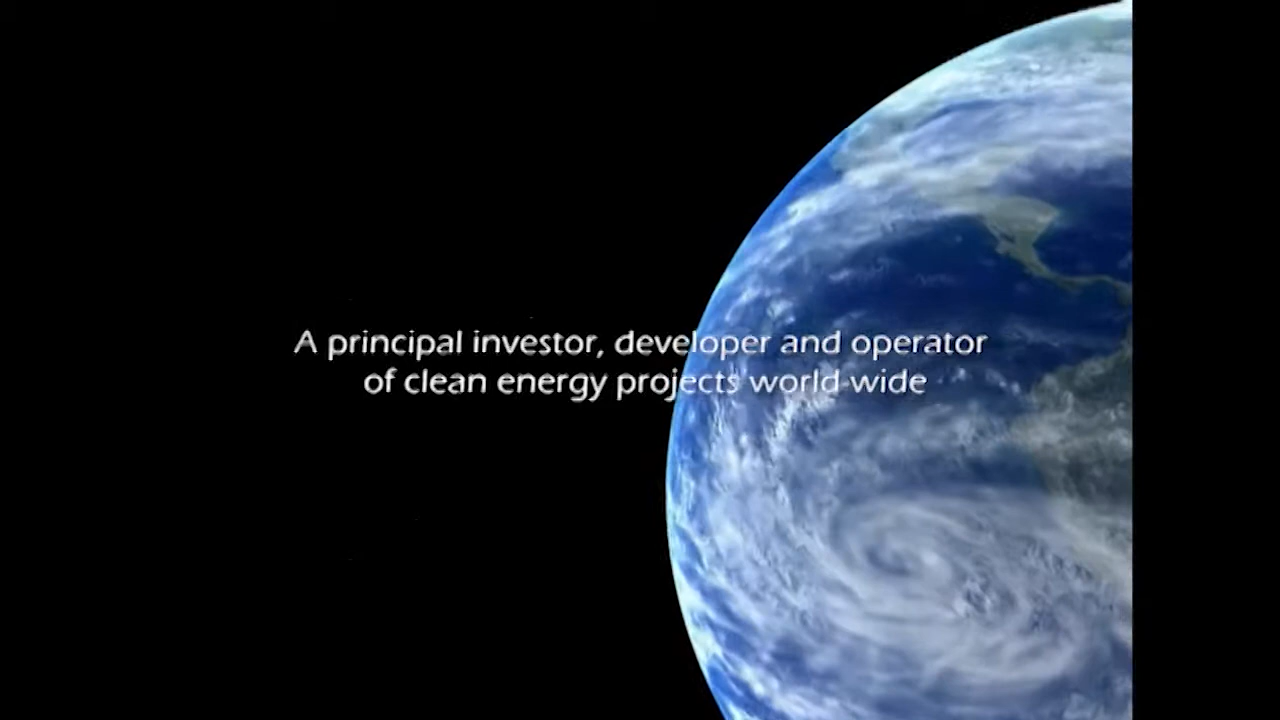 A principal investor, developer and operator
of clean energy projects world wide